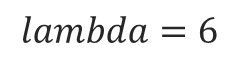 lambda = 6